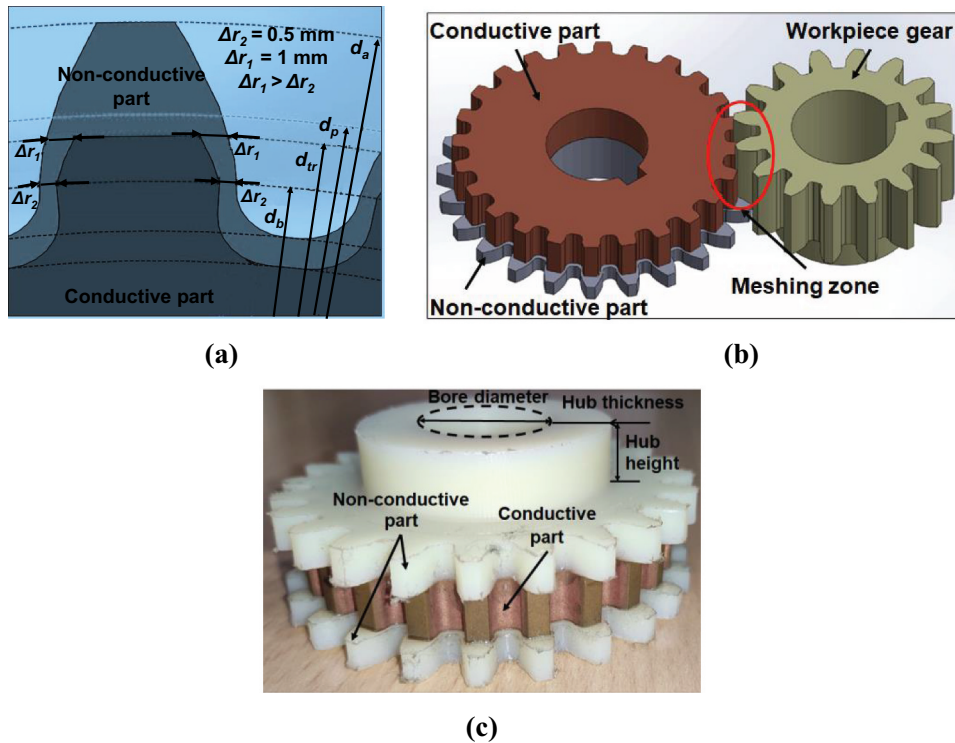 Δr₂ = 0.5 mm
Δr₁ = 1 mm
Δr₁ > Δr₂
dₐ
Non-conductive
part
dₚ
Δr₁
Δr₁
d_tr
Δr₂
Δr₂
d_b
Conductive part
(a)
Conductive part
Workpiece gear
Non-conductive part
Meshing zone
(b)
Bore diameter
Hub thickness
Hub
height
Non-conductive
part
Conductive
part
(c)